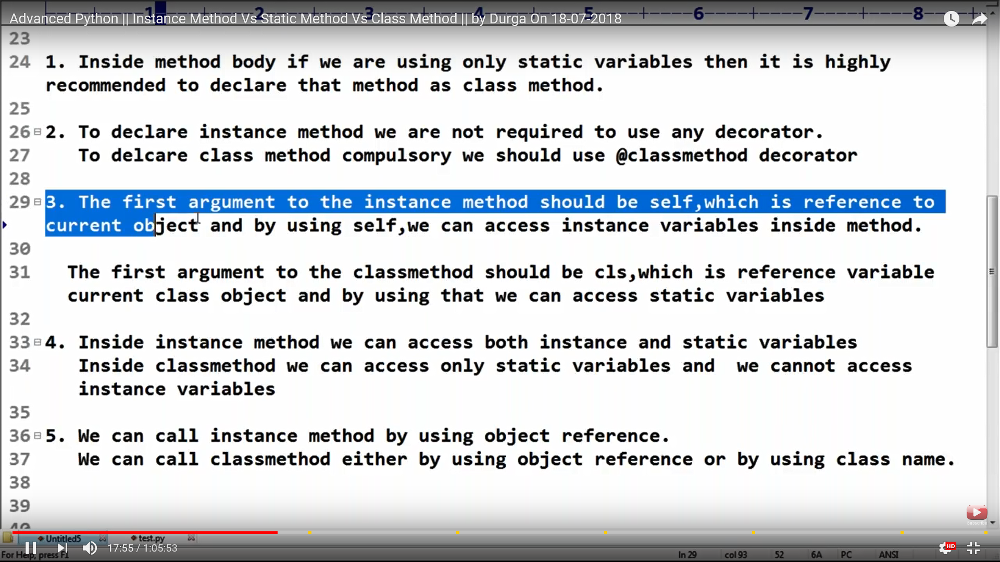 1 2 3 4 5 6 7 8
Advanced Python || Instance Method Vs Static Method Vs Class Method || by Durga On 18-07-2018
23
24 1. Inside method body if we are using only static variables then it is highly
recommended to declare that method as class method.
25
26 2. To declare instance method we are not required to use any decorator.
27 To delcare class method compulsory we should use @classmethod decorator
28
29 3. The first argument to the instance method should be self,which is reference to
current object and by using self,we can access instance variables inside method.
30
31 The first argument to the classmethod should be cls,which is reference variable
current class object and by using that we can access static variables
32
33 4. Inside instance method we can access both instance and static variables
34 Inside classmethod we can access only static variables and  we cannot access
instance variables
35
36 5. We can call instance method by using object reference.
37 We can call classmethod either by using object reference or by using class name.
38
39
40
Subscribe
Untitled5 test.py
17:55 / 1:05:53 HD
For Help, press F1 ln 29 col 93 52 6A PC ANSI